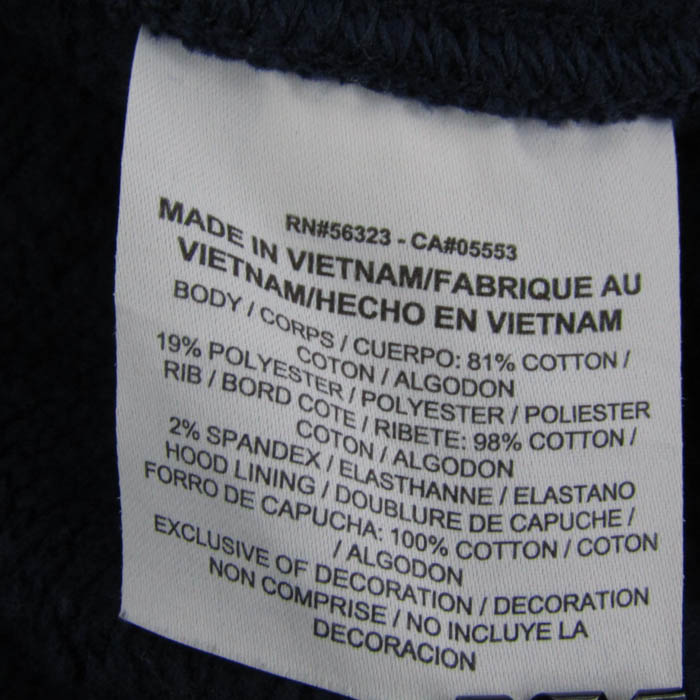 RN#56323 - CA#05553
MADE IN VIETNAM/FABRIQUE AU
VIETNAM/HECHO EN VIETNAM
BODY / CORPS / CUERPO: 81% COTTON /
COTON / ALGODON
19% POLYESTER / POLYESTER / POLIESTER
RIB / BORD COTE / RIBETE: 98% COTTON /
COTON / ALGODON
2% SPANDEX / ELASTHANNE / ELASTANO
HOOD LINING / DOUBLURE DE CAPUCHE /
FORRO DE CAPUCHA: 100% COTTON / COTON
/ ALGODON
EXCLUSIVE OF DECORATION / DECORATION
NON COMPRISE / NO INCLUYE LA
DECORACION